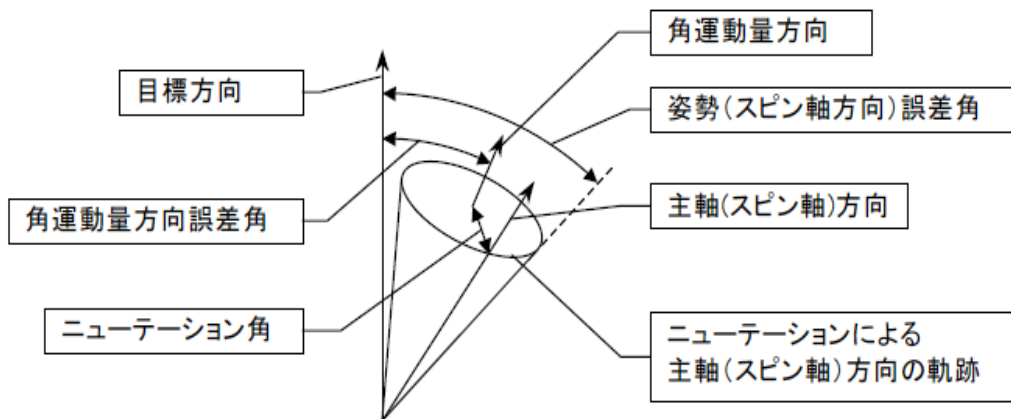 角運動量方向
目標方向
姿勢(スピン軸方向)誤差角
角運動量方向誤差角
主軸(スピン軸)方向
ニューテーション角
ニューテーションによる
主軸(スピン軸)方向の軌跡